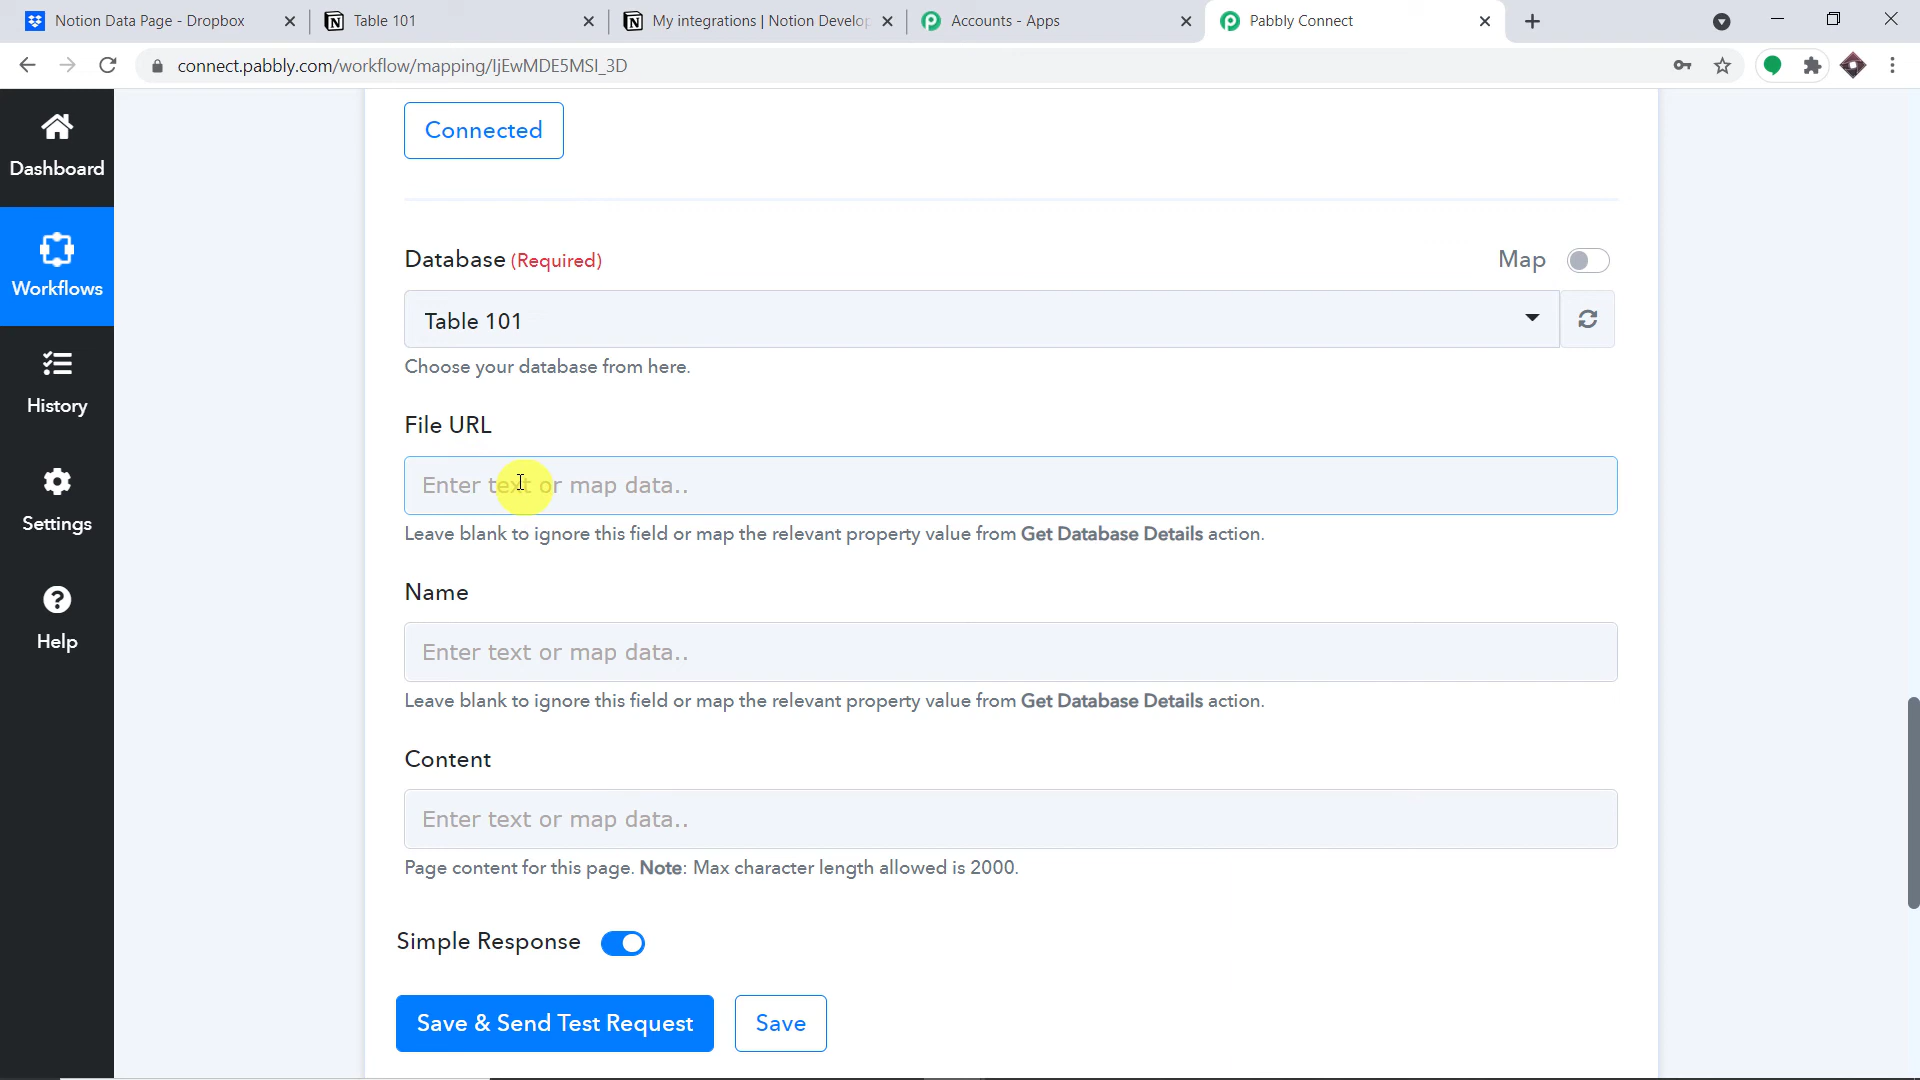 Notion Data Page - Dropbox
Table 101
My integrations | Notion Develo
Accounts - Apps
Pabbly Connect
connect.pabbly.com/workflow/mapping/IjEwMDE5MSI_3D
Dashboard
Workflows
History
Settings
Help
Connected
Database (Required)
Map
Table 101
Choose your database from here.
File URL
Enter text or map data..
Leave blank to ignore this field or map the relevant property value from Get Database Details action.
Name
Enter text or map data..
Leave blank to ignore this field or map the relevant property value from Get Database Details action.
Content
Enter text or map data..
Page content for this page. Note: Max character length allowed is 2000.
Simple Response
Save & Send Test Request
Save